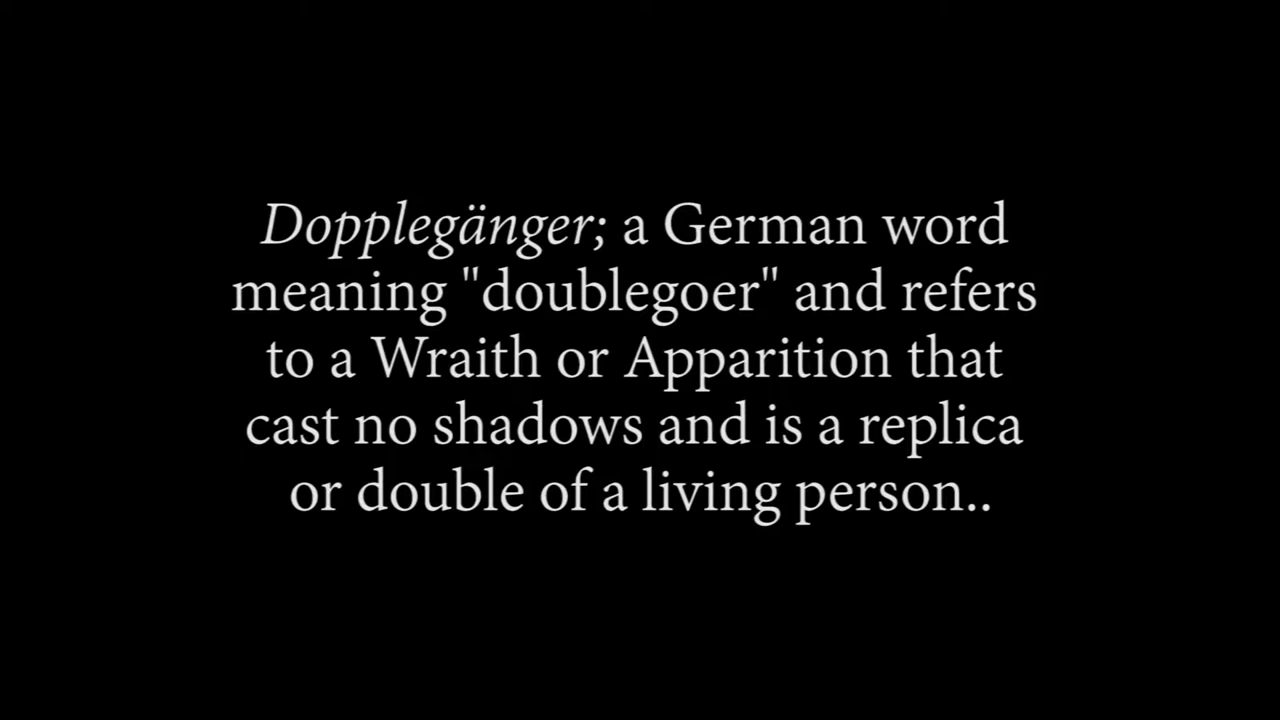 Dopplegänger; a German word
meaning "doublegoer" and refers
to a Wraith or Apparition that
cast no shadows and is a replica
or double of a living person..